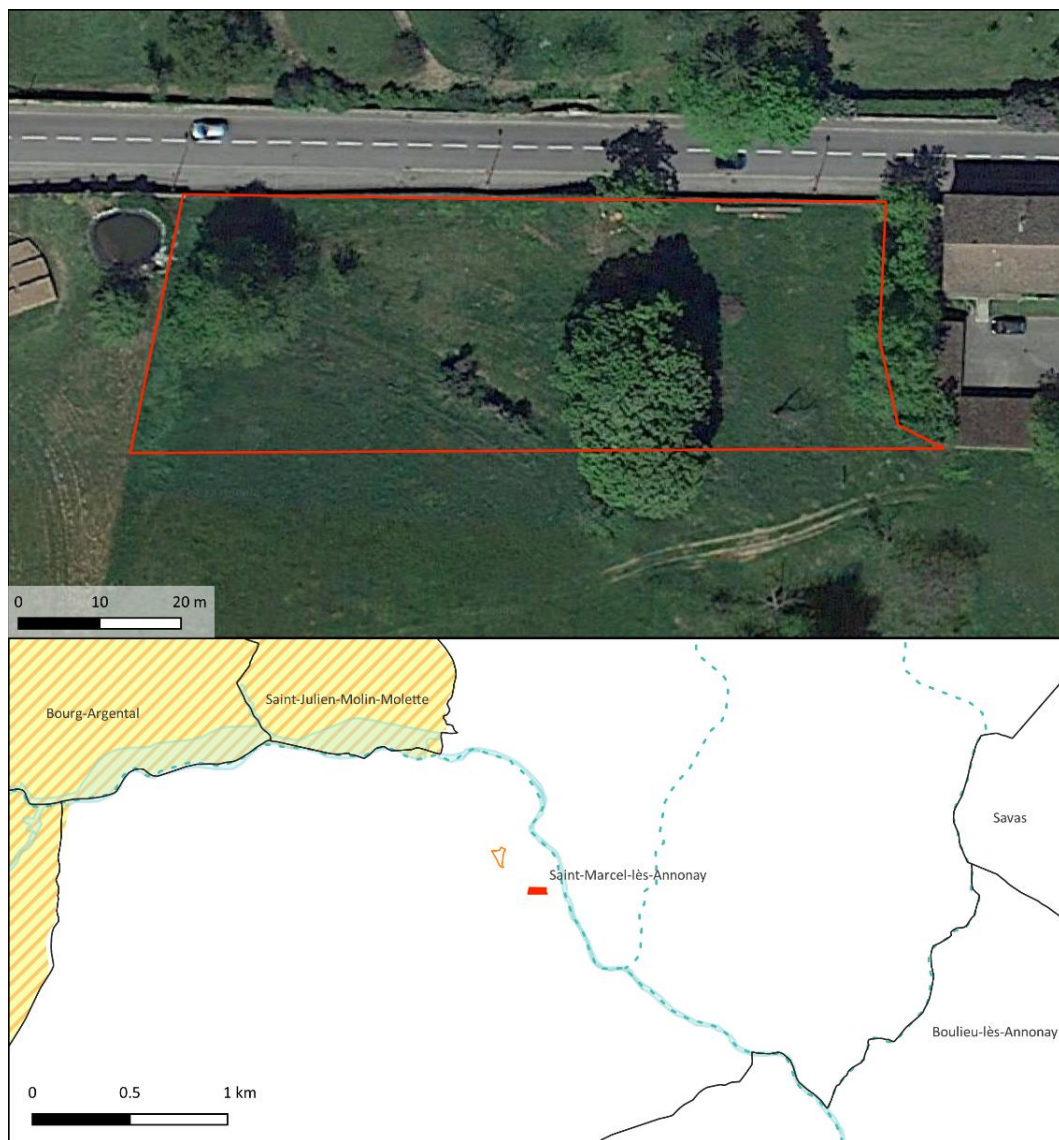 0 10 20 m
Bourg-Argental
Saint-Julien-Molin-Molette
Savas
Saint-Marcel-lès-Annonay
Boulieu-lès-Annonay
0 0.5 1 km